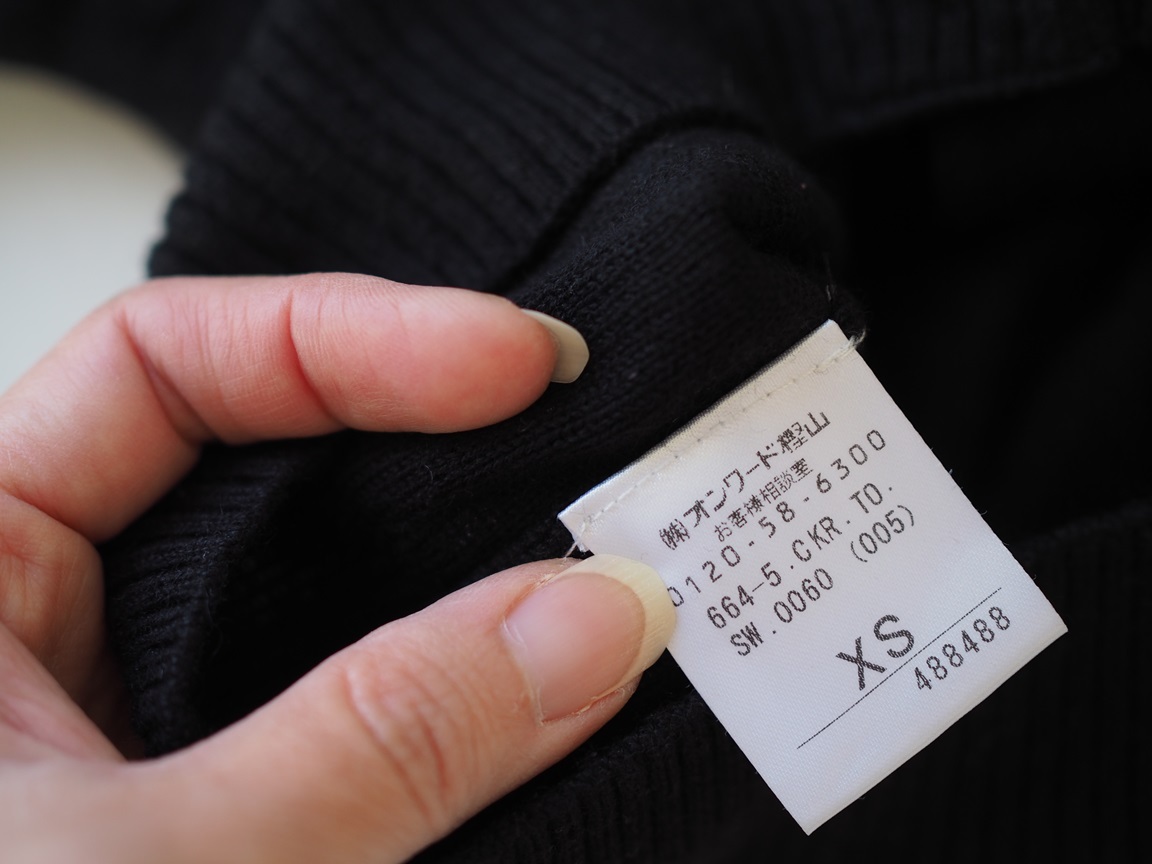 ㈱オンワード樫山
お客様相談室
0120-58-6300
664-5.CKR.TO.
SW.0060 (005)
XS
488488